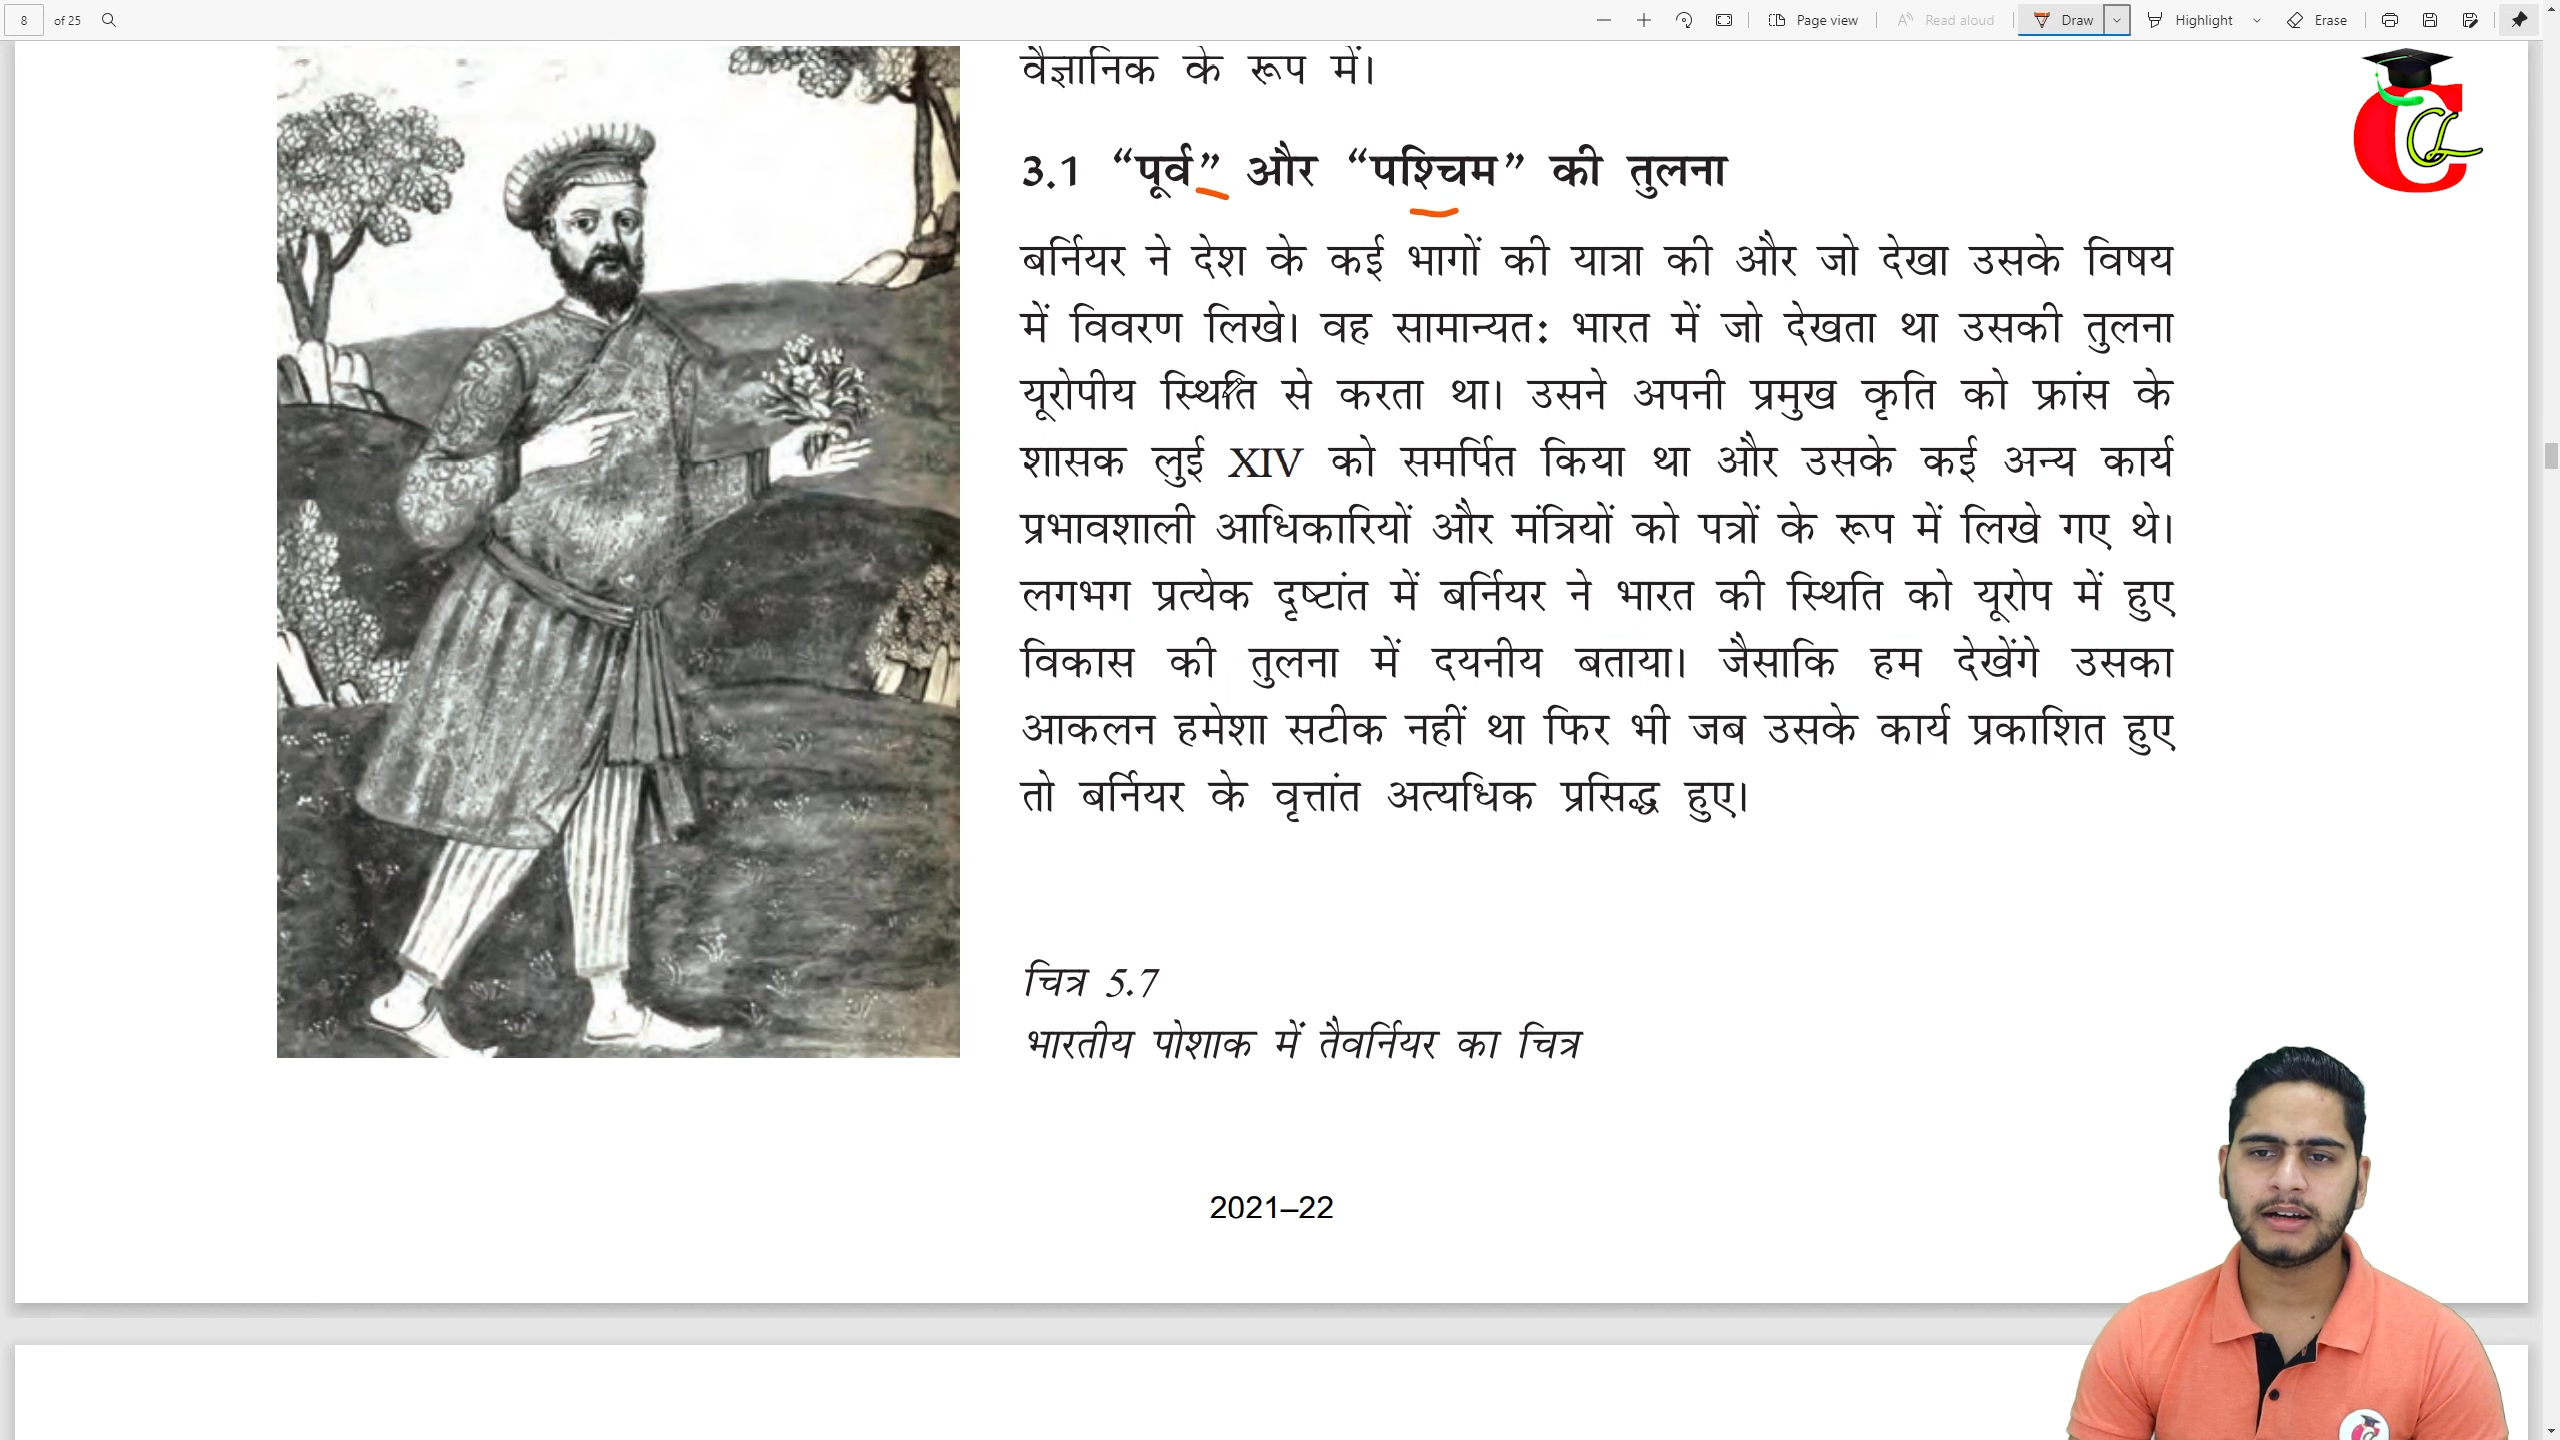 8 of 25 Page view Read aloud Draw Highlight Erase
वैज्ञानिक के रूप में।
3.1 “पूर्व” और “पश्चिम” की तुलना
बर्नियर ने देश के कई भागों की यात्रा की और जो देखा उसके विषय
में विवरण लिखे। वह सामान्यतः भारत में जो देखता था उसकी तुलना
यूरोपीय स्थिति से करता था। उसने अपनी प्रमुख कृति को फ्रांस के
शासक लुई XIV को समर्पित किया था और उसके कई अन्य कार्य
प्रभावशाली आधिकारियों और मंत्रियों को पत्रों के रूप में लिखे गए थे।
लगभग प्रत्येक दृष्टांत में बर्नियर ने भारत की स्थिति को यूरोप में हुए
विकास की तुलना में दयनीय बताया। जैसाकि हम देखेंगे उसका
आकलन हमेशा सटीक नहीं था फिर भी जब उसके कार्य प्रकाशित हुए
तो बर्नियर के वृत्तांत अत्यधिक प्रसिद्ध हुए।
चित्र 5.7
भारतीय पोशाक में तैवर्नियर का चित्र
2021–22